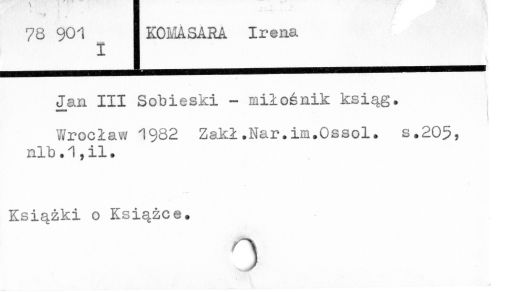 78 901
I
KOMASARA Irena
Jan III Sobieski - miłośnik ksiąg.
Wrocław 1982 Zakł.Nar.im.Ossol. s.205,
nlb.1,il.
Książki o Książce.